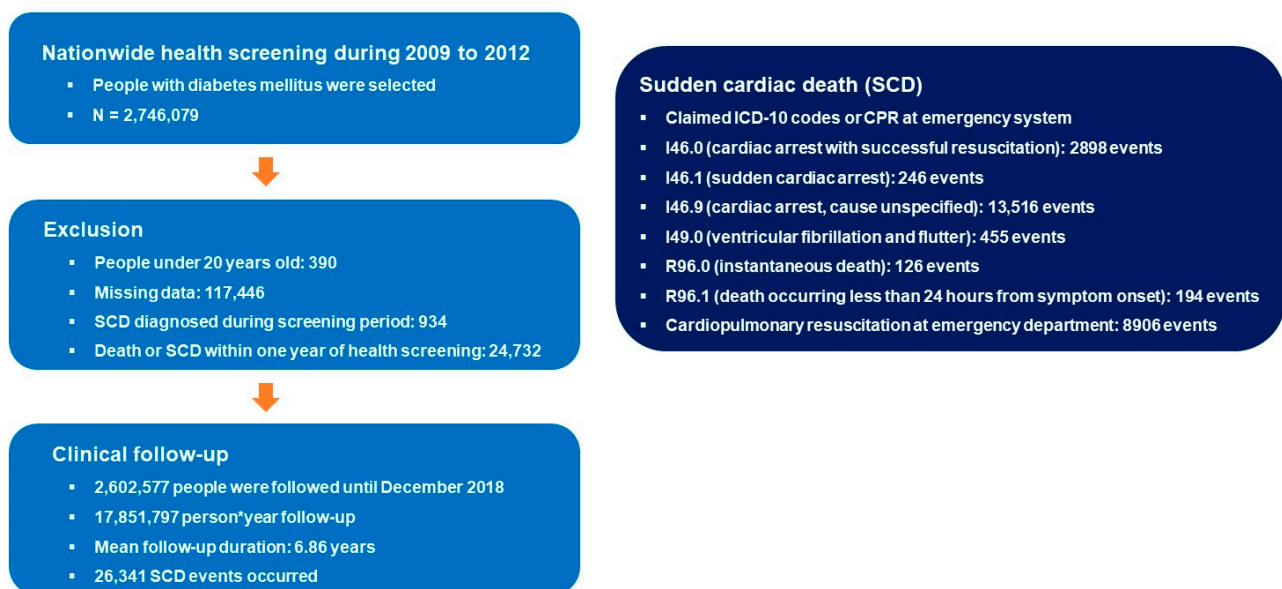 Nationwide health screening during 2009 to 2012
▪ People with diabetes mellitus were selected
▪ N = 2,746,079
Exclusion
▪ People under 20 years old: 390
▪ Missing data: 117,446
▪ SCD diagnosed during screening period: 934
▪ Death or SCD within one year of health screening: 24,732
Clinical follow-up
▪ 2,602,577 people were followed until December 2018
▪ 17,851,797 person*year follow-up
▪ Mean follow-up duration: 6.86 years
▪ 26,341 SCD events occurred
Sudden cardiac death (SCD)
▪ Claimed ICD-10 codes or CPR at emergency system
▪ I46.0 (cardiac arrest with successful resuscitation): 2898 events
▪ I46.1 (sudden cardiac arrest): 246 events
▪ I46.9 (cardiac arrest, cause unspecified): 13,516 events
▪ I49.0 (ventricular fibrillation and flutter): 455 events
▪ R96.0 (instantaneous death): 126 events
▪ R96.1 (death occurring less than 24 hours from symptom onset): 194 events
▪ Cardiopulmonary resuscitation at emergency department: 8906 events